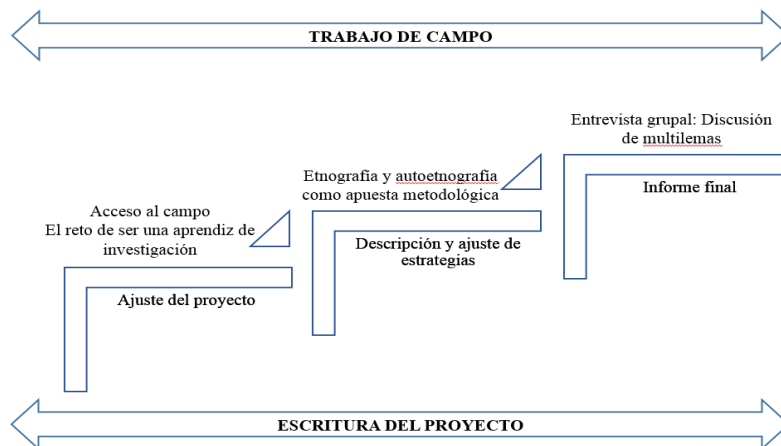 TRABAJO DE CAMPO
Entrevista grupal: Discusión
de multilemas
Informe final
Etnografía y autoetnografía
como apuesta metodológica
Descripción y ajuste de
estrategias
Acceso al campo
El reto de ser una aprendiz de
investigación
Ajuste del proyecto
ESCRITURA DEL PROYECTO